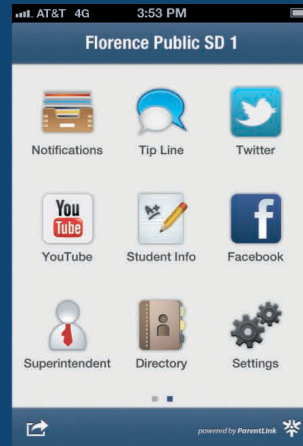 AT&T 4G 3:53 PM
Florence Public SD 1
Notifications Tip Line Twitter
You
Tube
A+
YouTube Student Info Facebook
Superintendent Directory Settings
powered by ParentLink